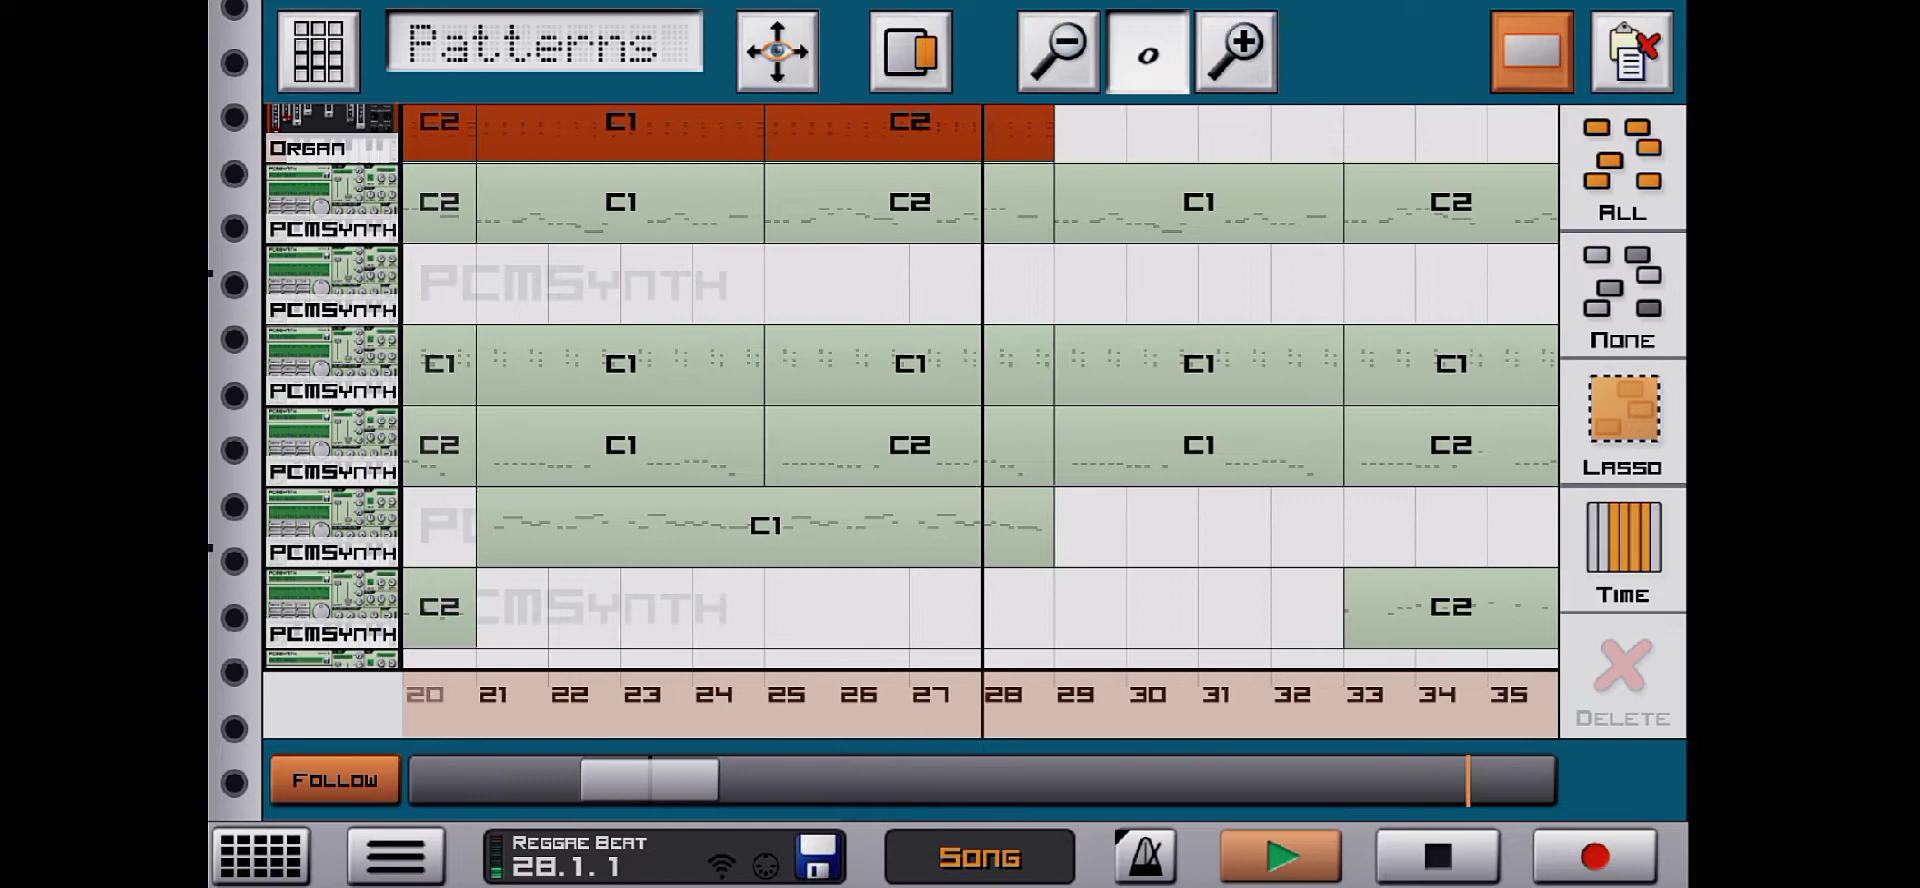 Patterns
o
C2 C1 C2
Organ
C2 C1 C2 C1 C2
PCMSynth
PCMSynth
PCMSynth
C1 C1 C1 C1 C1
PCMSynth
C2 C1 C2 C1 C2
PCMSynth
C1
PCMSynth
C2 PCMSynth C2
PCMSynth
20 21 22 23 24 25 26 27 28 29 30 31 32 33 34 35
All
None
Lasso
Time
Delete
Follow
Reggae Beat
28.1.1
Song